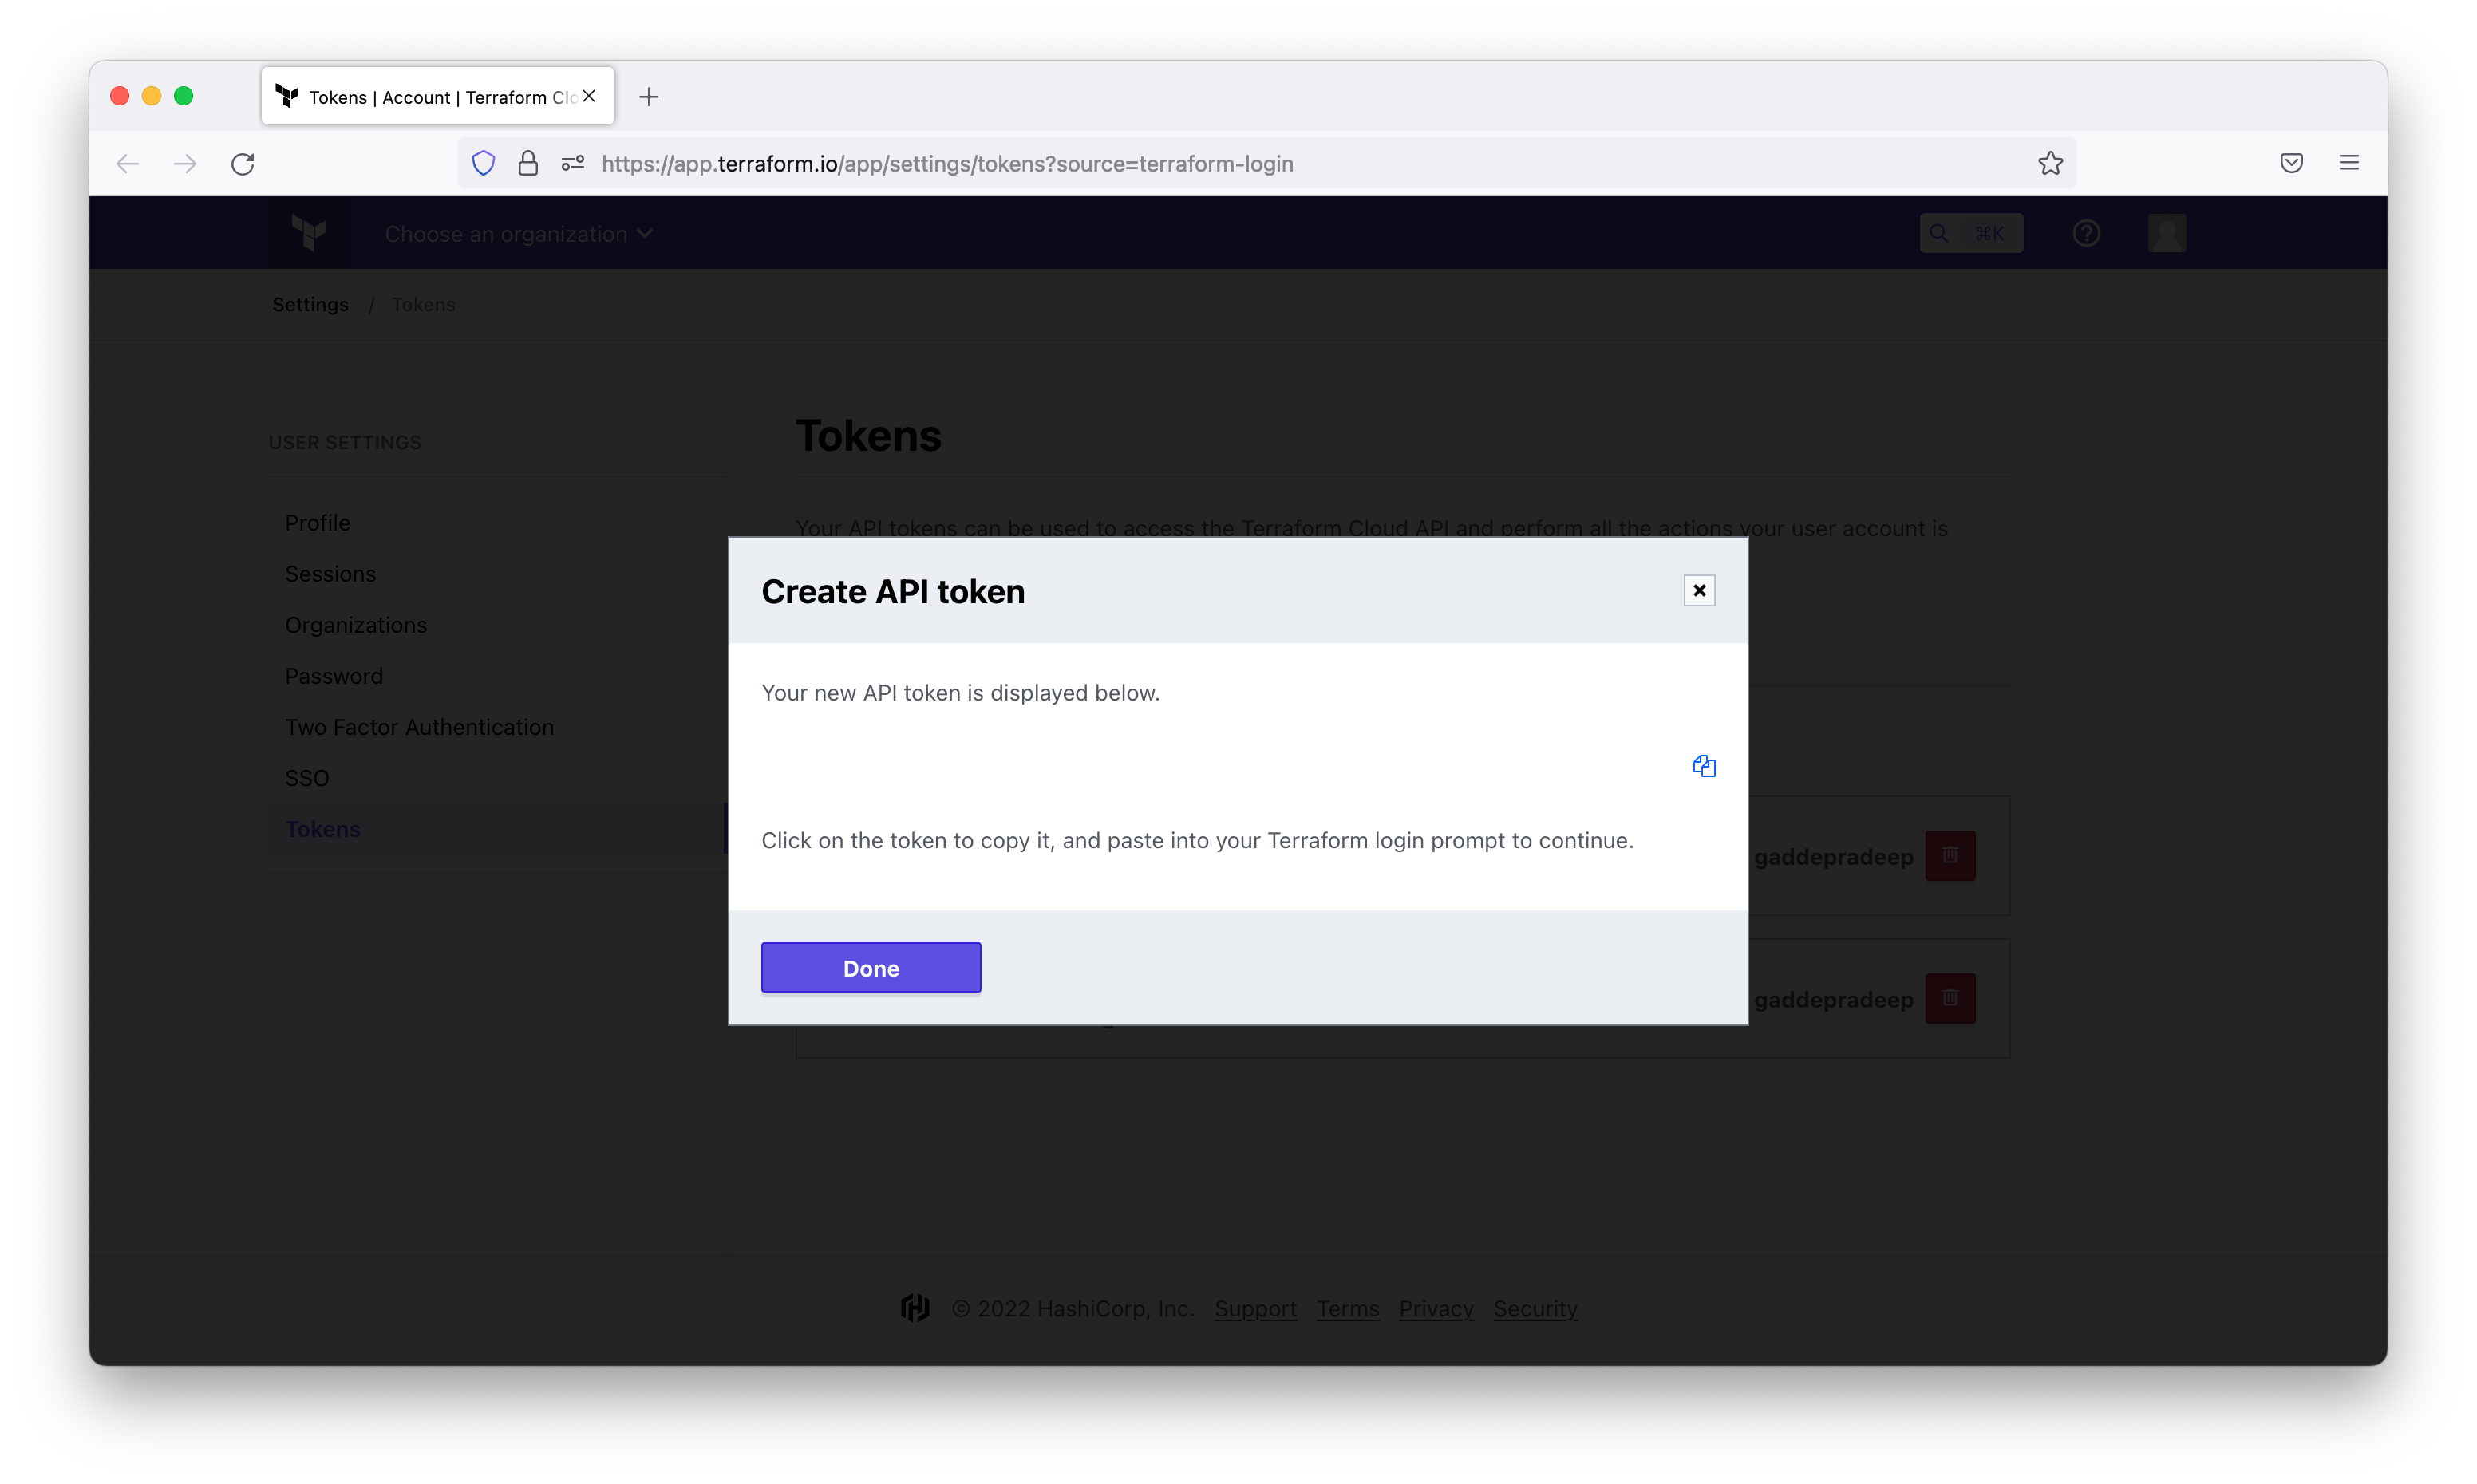 Tokens | Account | Terraform Clo
https://app.terraform.io/app/settings/tokens?source=terraform-login
Choose an organization
⌘K
Settings / Tokens
USER SETTINGS
Profile
Sessions
Organizations
Password
Two Factor Authentication
SSO
Tokens
Tokens
Your API tokens can be used to access the Terraform Cloud API and perform all the actions your user account is
Create API token
Your new API token is displayed below.
Click on the token to copy it, and paste into your Terraform login prompt to continue.
Done
gaddepradeep
gaddepradeep
© 2022 HashiCorp, Inc. Support Terms Privacy Security